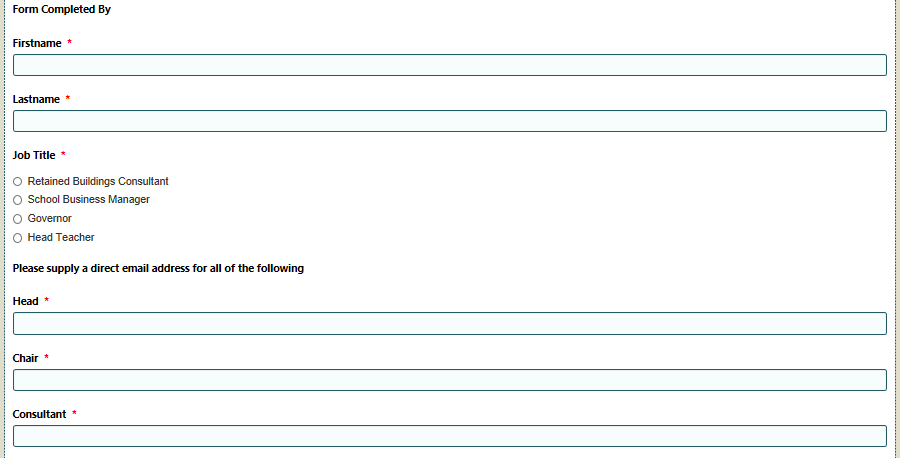 Form Completed By
Firstname *
Lastname *
Job Title *
Retained Buildings Consultant
School Business Manager
Governor
Head Teacher
Please supply a direct email address for all of the following
Head *
Chair *
Consultant *